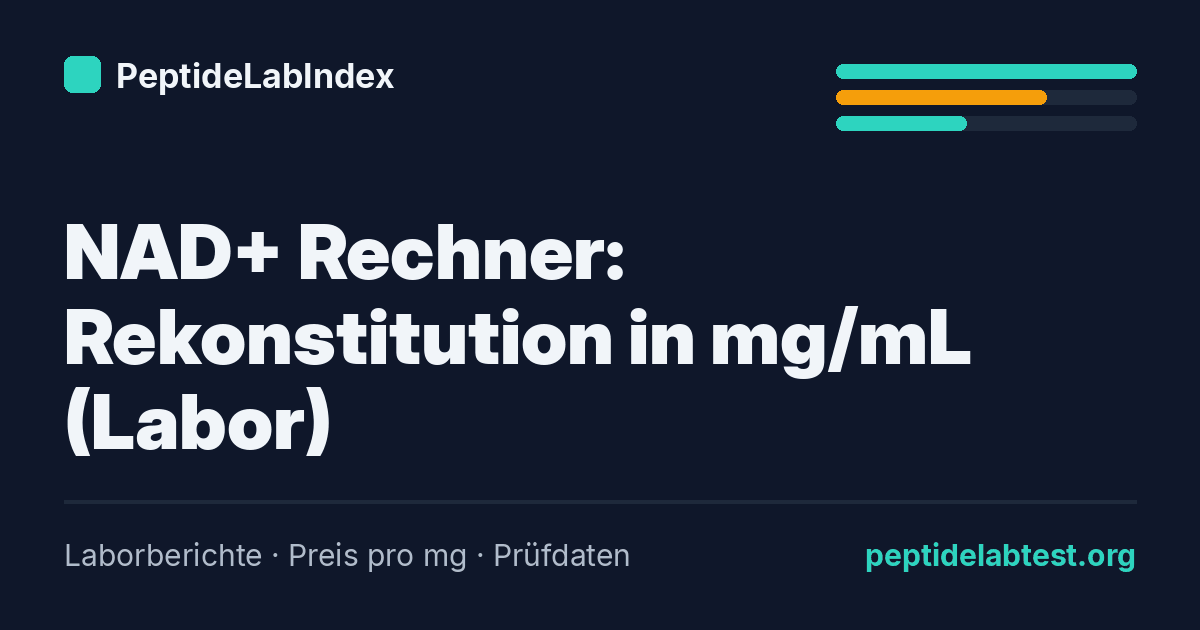 PeptideLabIndex
NAD+ Rechner:
Rekonstitution in mg/mL
(Labor)
Laborberichte · Preis pro mg · Prüfdaten
peptidelabtest.org